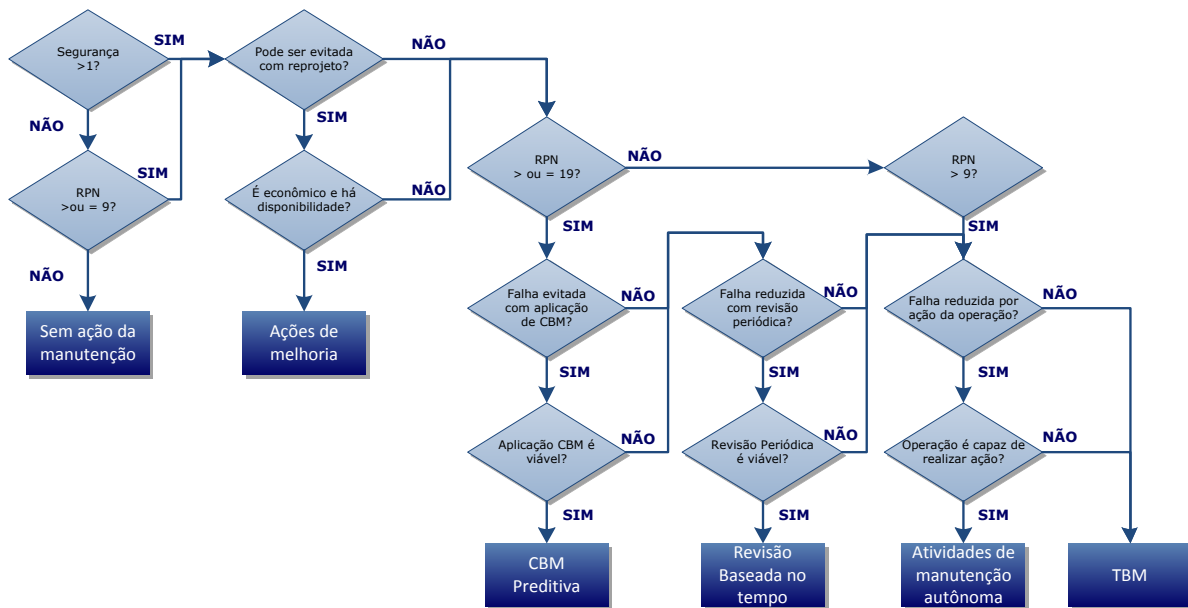 Segurança
>1?
SIM
NÃO
RPN
>ou = 9?
SIM
NÃO
Sem ação da
manutenção
Pode ser evitada
com reprojeto?
NÃO
SIM
É econômico e há
disponibilidade?
NÃO
SIM
Ações de
melhoria
RPN
> ou = 19?
NÃO
SIM
RPN
> 9?
SIM
Falha evitada
com aplicação
de CBM?
NÃO
SIM
Aplicação CBM é
viável?
NÃO
SIM
CBM
Preditiva
Falha reduzida
com revisão
periódica?
NÃO
SIM
Revisão Periódica
é viável?
NÃO
SIM
Revisão
Baseada no
tempo
Falha reduzida por
ação da operação?
NÃO
SIM
Operação é capaz de
realizar ação?
NÃO
SIM
Atividades de
manutenção
autônoma
TBM